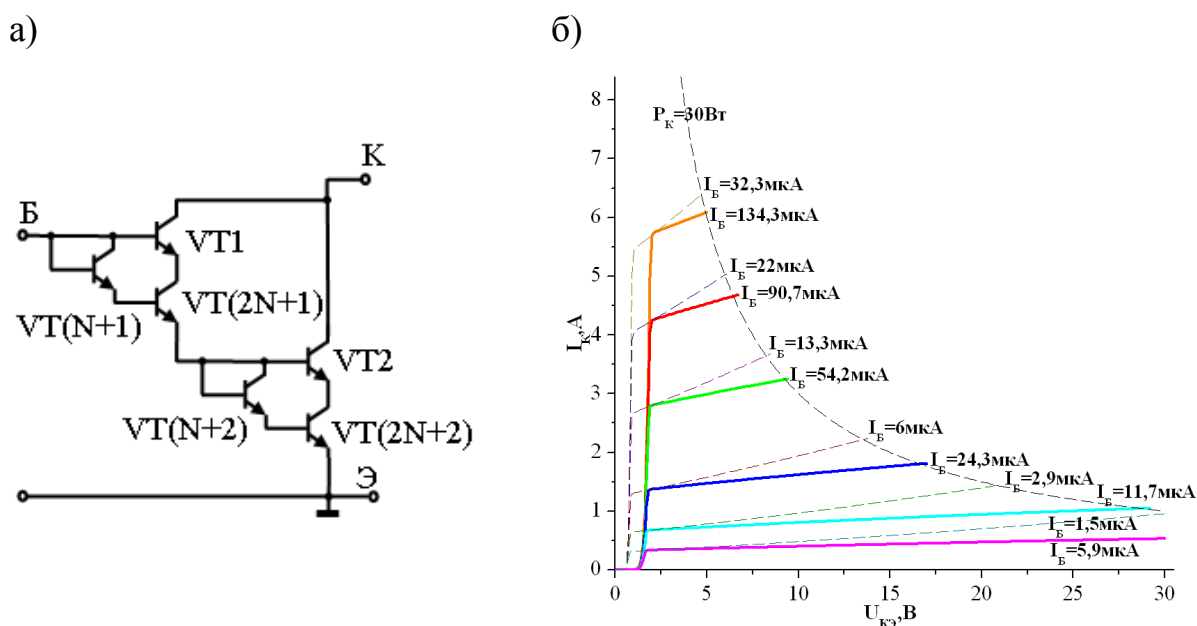 а)
б)
Б
К
VT1
VT(N+1)
VT(2N+1)
VT2
VT(N+2)
VT(2N+2)
Э
I_К,А
8
7
6
5
4
3
2
1
0
P_К=30Вт
I_Б=32,3мкА
I_Б=134,3мкА
I_Б=22мкА
I_Б=90,7мкА
I_Б=13,3мкА
I_Б=54,2мкА
I_Б=6мкА
I_Б=24,3мкА
I_Б=2,9мкА
I_Б=11,7мкА
I_Б=1,5мкА
I_Б=5,9мкА
0 5 10 15 20 25 30
U_КЭ,В